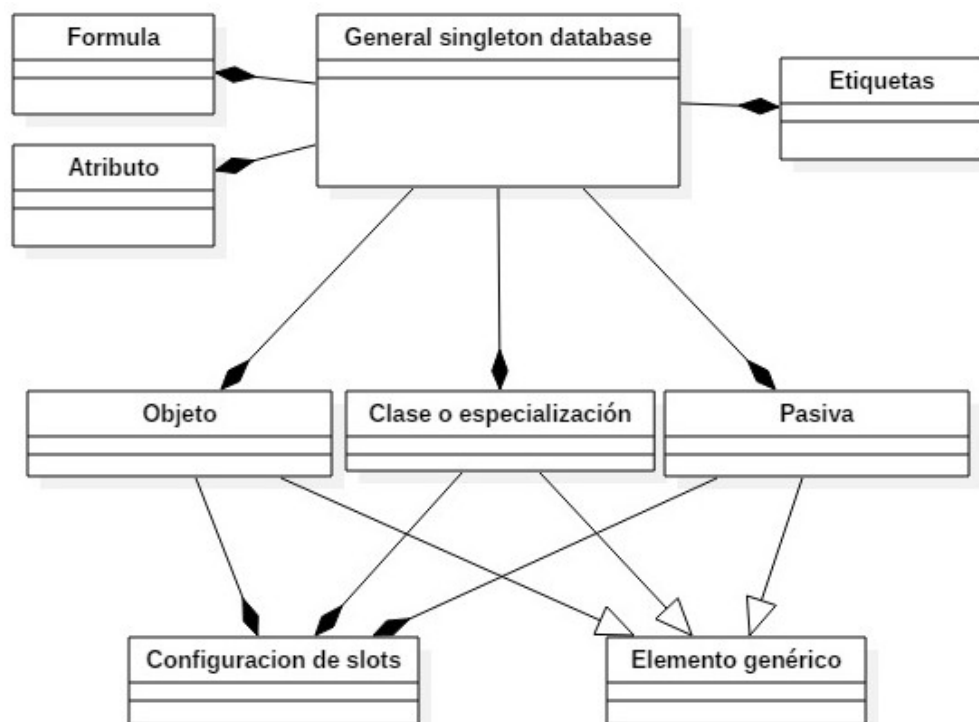 Formula
General singleton database
Etiquetas
Atributo
Objeto
Clase o especialización
Pasiva
Configuracion de slots
Elemento genérico